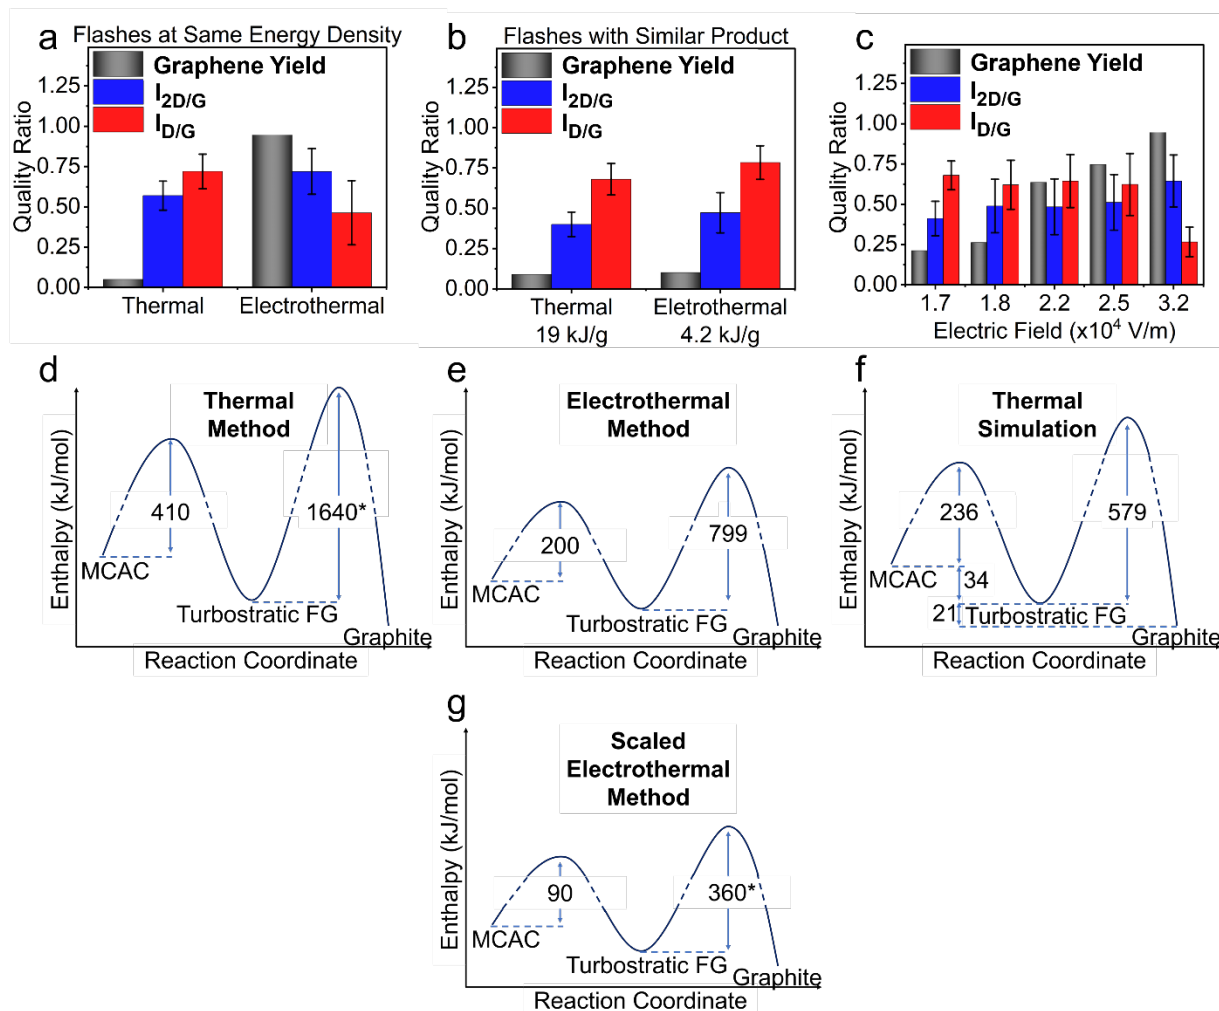 a
Flashes at Same Energy Density
Graphene Yield
I2D/G
ID/G
Quality Ratio
1.25
1.00
0.75
0.50
0.25
0.00
Thermal
Electrothermal
b
Flashes with Similar Product
Graphene Yield
I2D/G
ID/G
Quality Ratio
1.25
1.00
0.75
0.50
0.25
0.00
Thermal
19 kJ/g
Eletrothermal
4.2 kJ/g
c
Graphene Yield
I2D/G
ID/G
Quality Ratio
1.25
1.00
0.75
0.50
0.25
0.00
1.7 1.8 2.2 2.5 3.2
Electric Field (x10⁴ V/m)
d
Thermal
Method
Enthalpy (kJ/mol)
410
1640*
MCAC
Turbostratic FG
Graphite
Reaction Coordinate
e
Electrothermal
Method
Enthalpy (kJ/mol)
200
799
MCAC
Turbostratic FG
Graphite
Reaction Coordinate
f
Thermal
Simulation
Enthalpy (kJ/mol)
236
579
MCAC
34
21
Turbostratic FG
Graphite
Reaction Coordinate
g
Scaled
Electrothermal
Method
Enthalpy (kJ/mol)
90
360*
MCAC
Turbostratic FG
Graphite
Reaction Coordinate